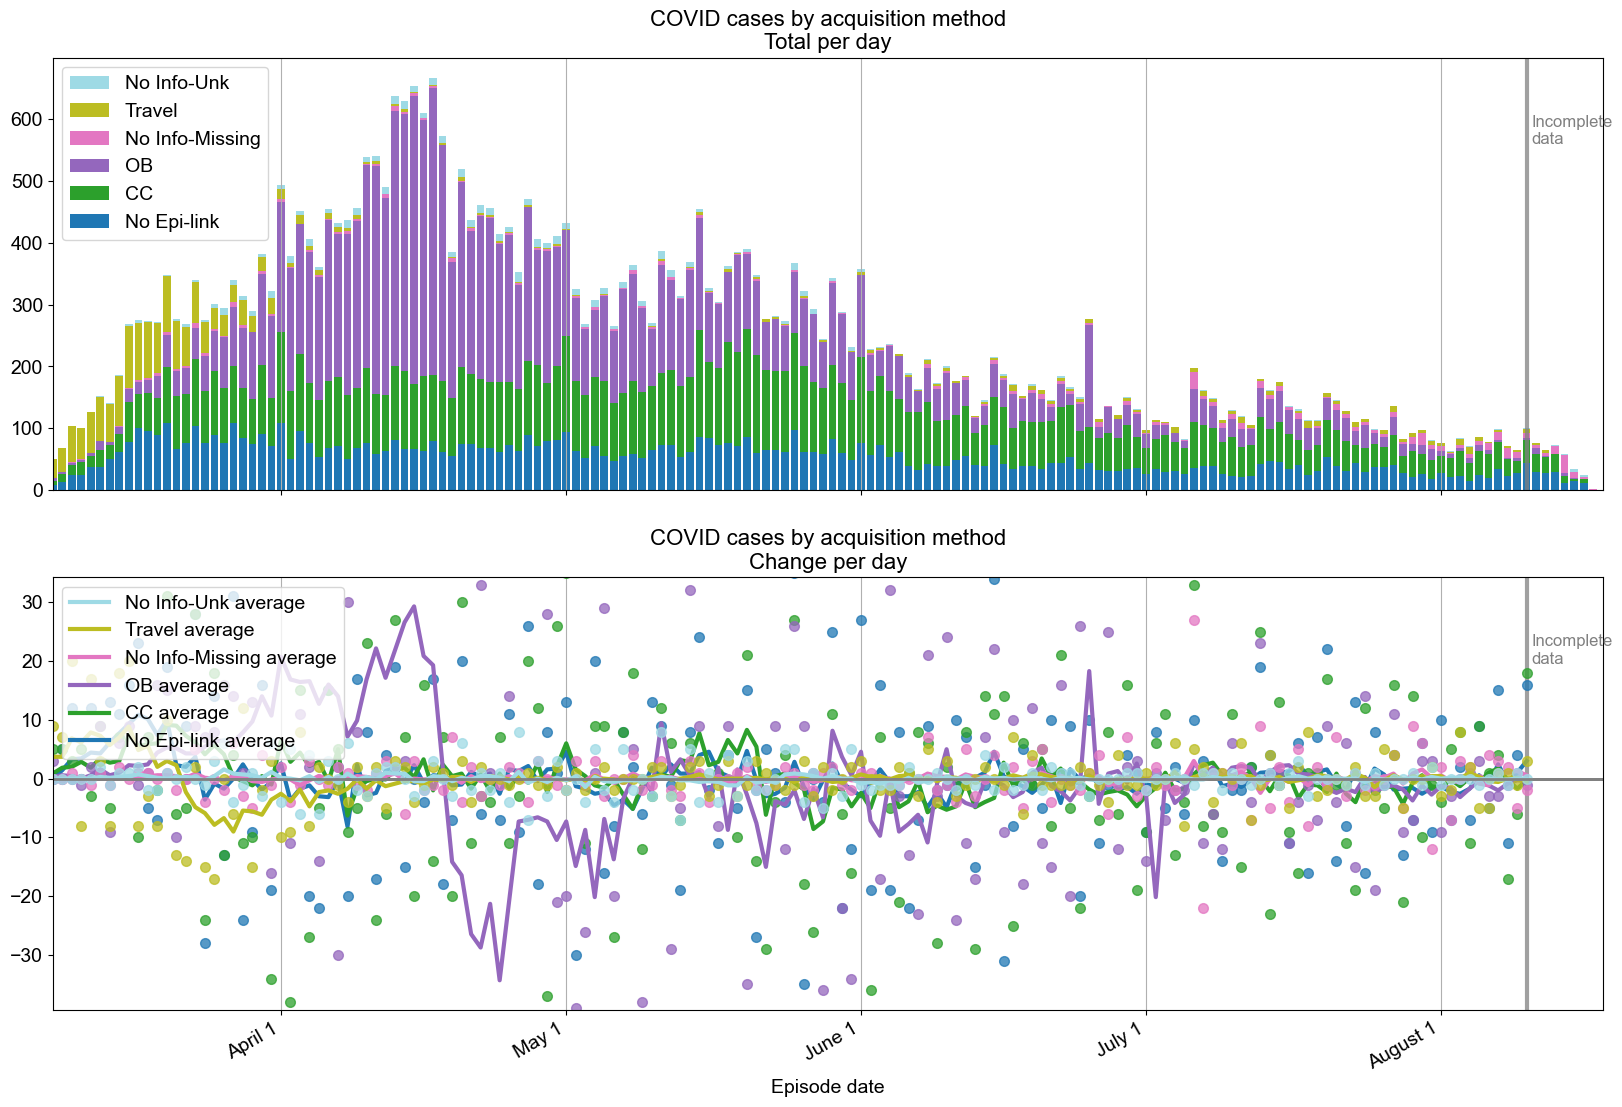 COVID cases by acquisition method
Total per day
No Info-Unk
Travel
No Info-Missing
OB
CC
No Epi-link
Incomplete
data
600
500
400
300
200
100
0
COVID cases by acquisition method
Change per day
No Info-Unk average
Travel average
No Info-Missing average
OB average
CC average
No Epi-link average
Incomplete
data
30
20
10
0
−10
−20
−30
April 1
May 1
June 1
July 1
August 1
Episode date